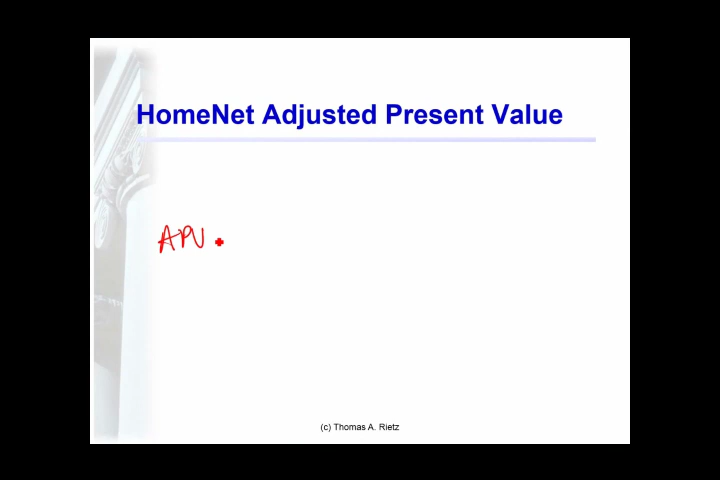 HomeNet Adjusted Present Value
APV
(c) Thomas A. Rietz